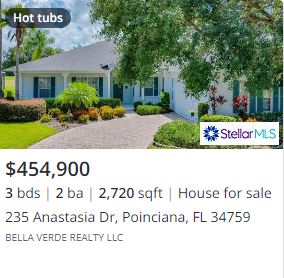 Hot tubs
StellarMLS
$454,900
3 bds | 2 ba | 2,720 sqft | House for sale
235 Anastasia Dr, Poinciana, FL 34759
BELLA VERDE REALTY LLC